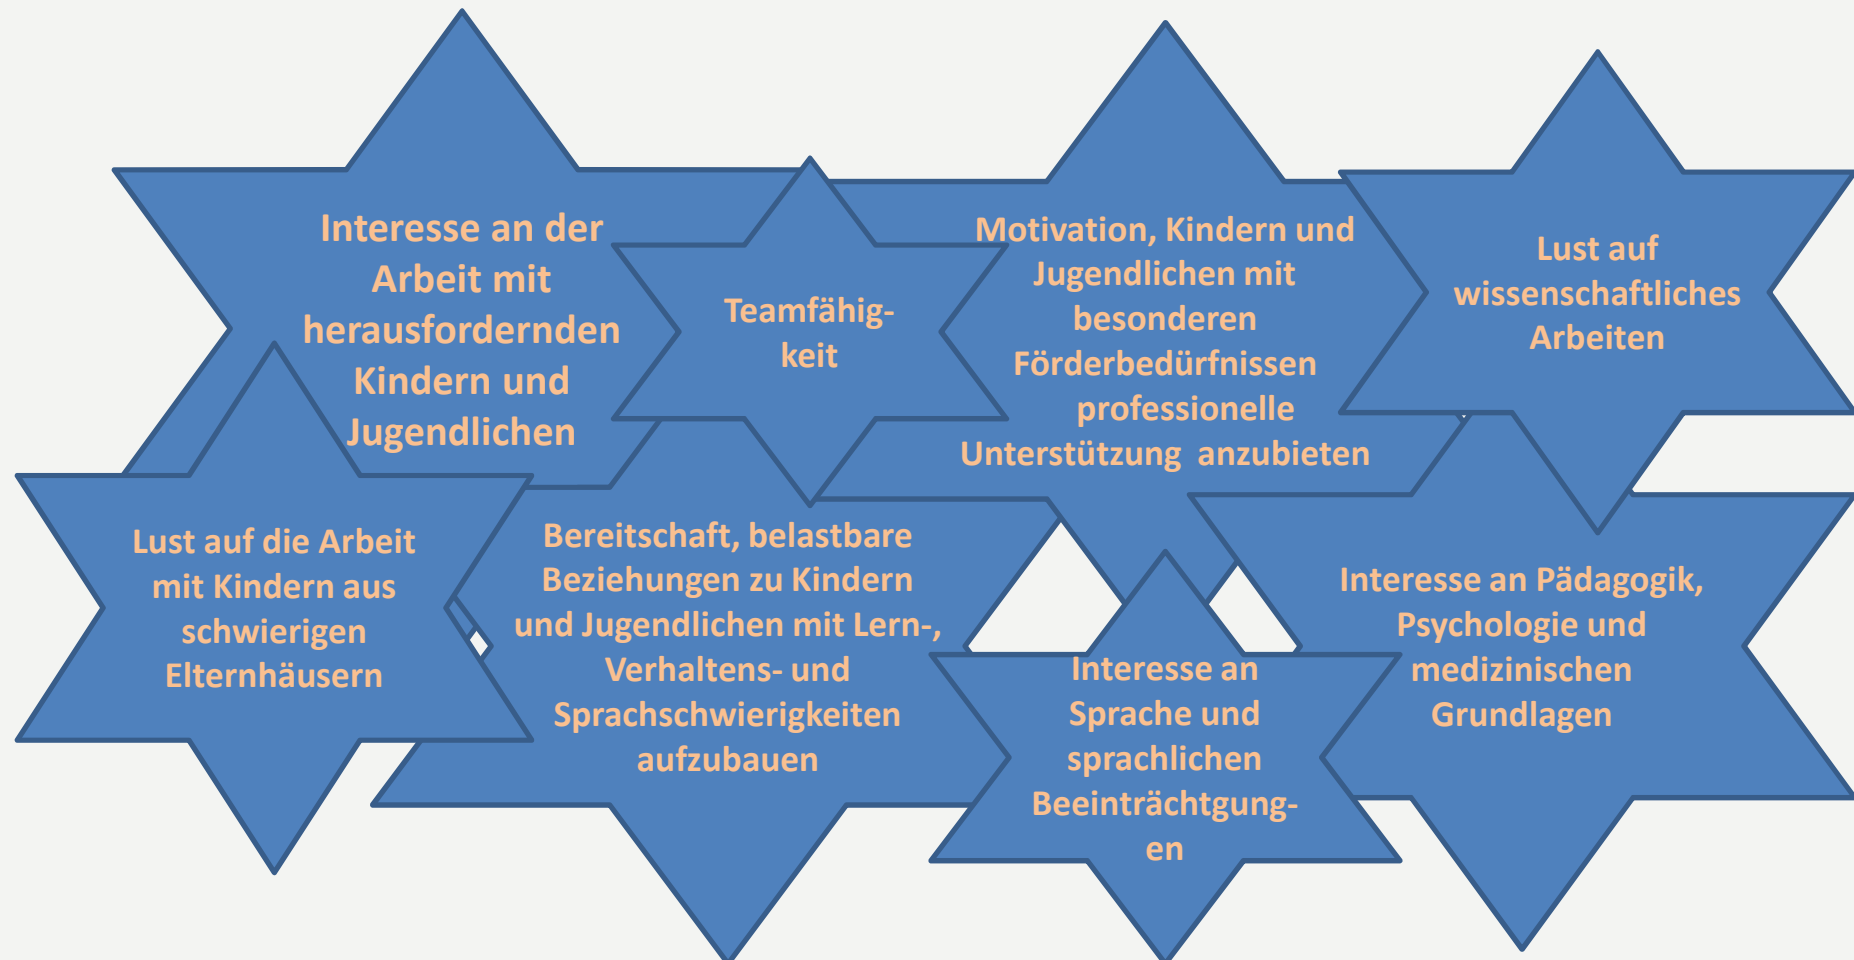 Interesse an der
Arbeit mit
herausfordernden
Kindern und
Jugendlichen
Teamfähig-
keit
Motivation, Kindern und
Jugendlichen mit
besonderen
Förderbedürfnissen
professionelle
Unterstützung anzubieten
Lust auf
wissenschaftliches
Arbeiten
Lust auf die Arbeit
mit Kindern aus
schwierigen
Elternhäusern
Bereitschaft, belastbare
Beziehungen zu Kindern
und Jugendlichen mit Lern-,
Verhaltens- und
Sprachschwierigkeiten
aufzubauen
Interesse an
Sprache und
sprachlichen
Beeinträchtgung-
en
Interesse an Pädagogik,
Psychologie und
medizinischen
Grundlagen